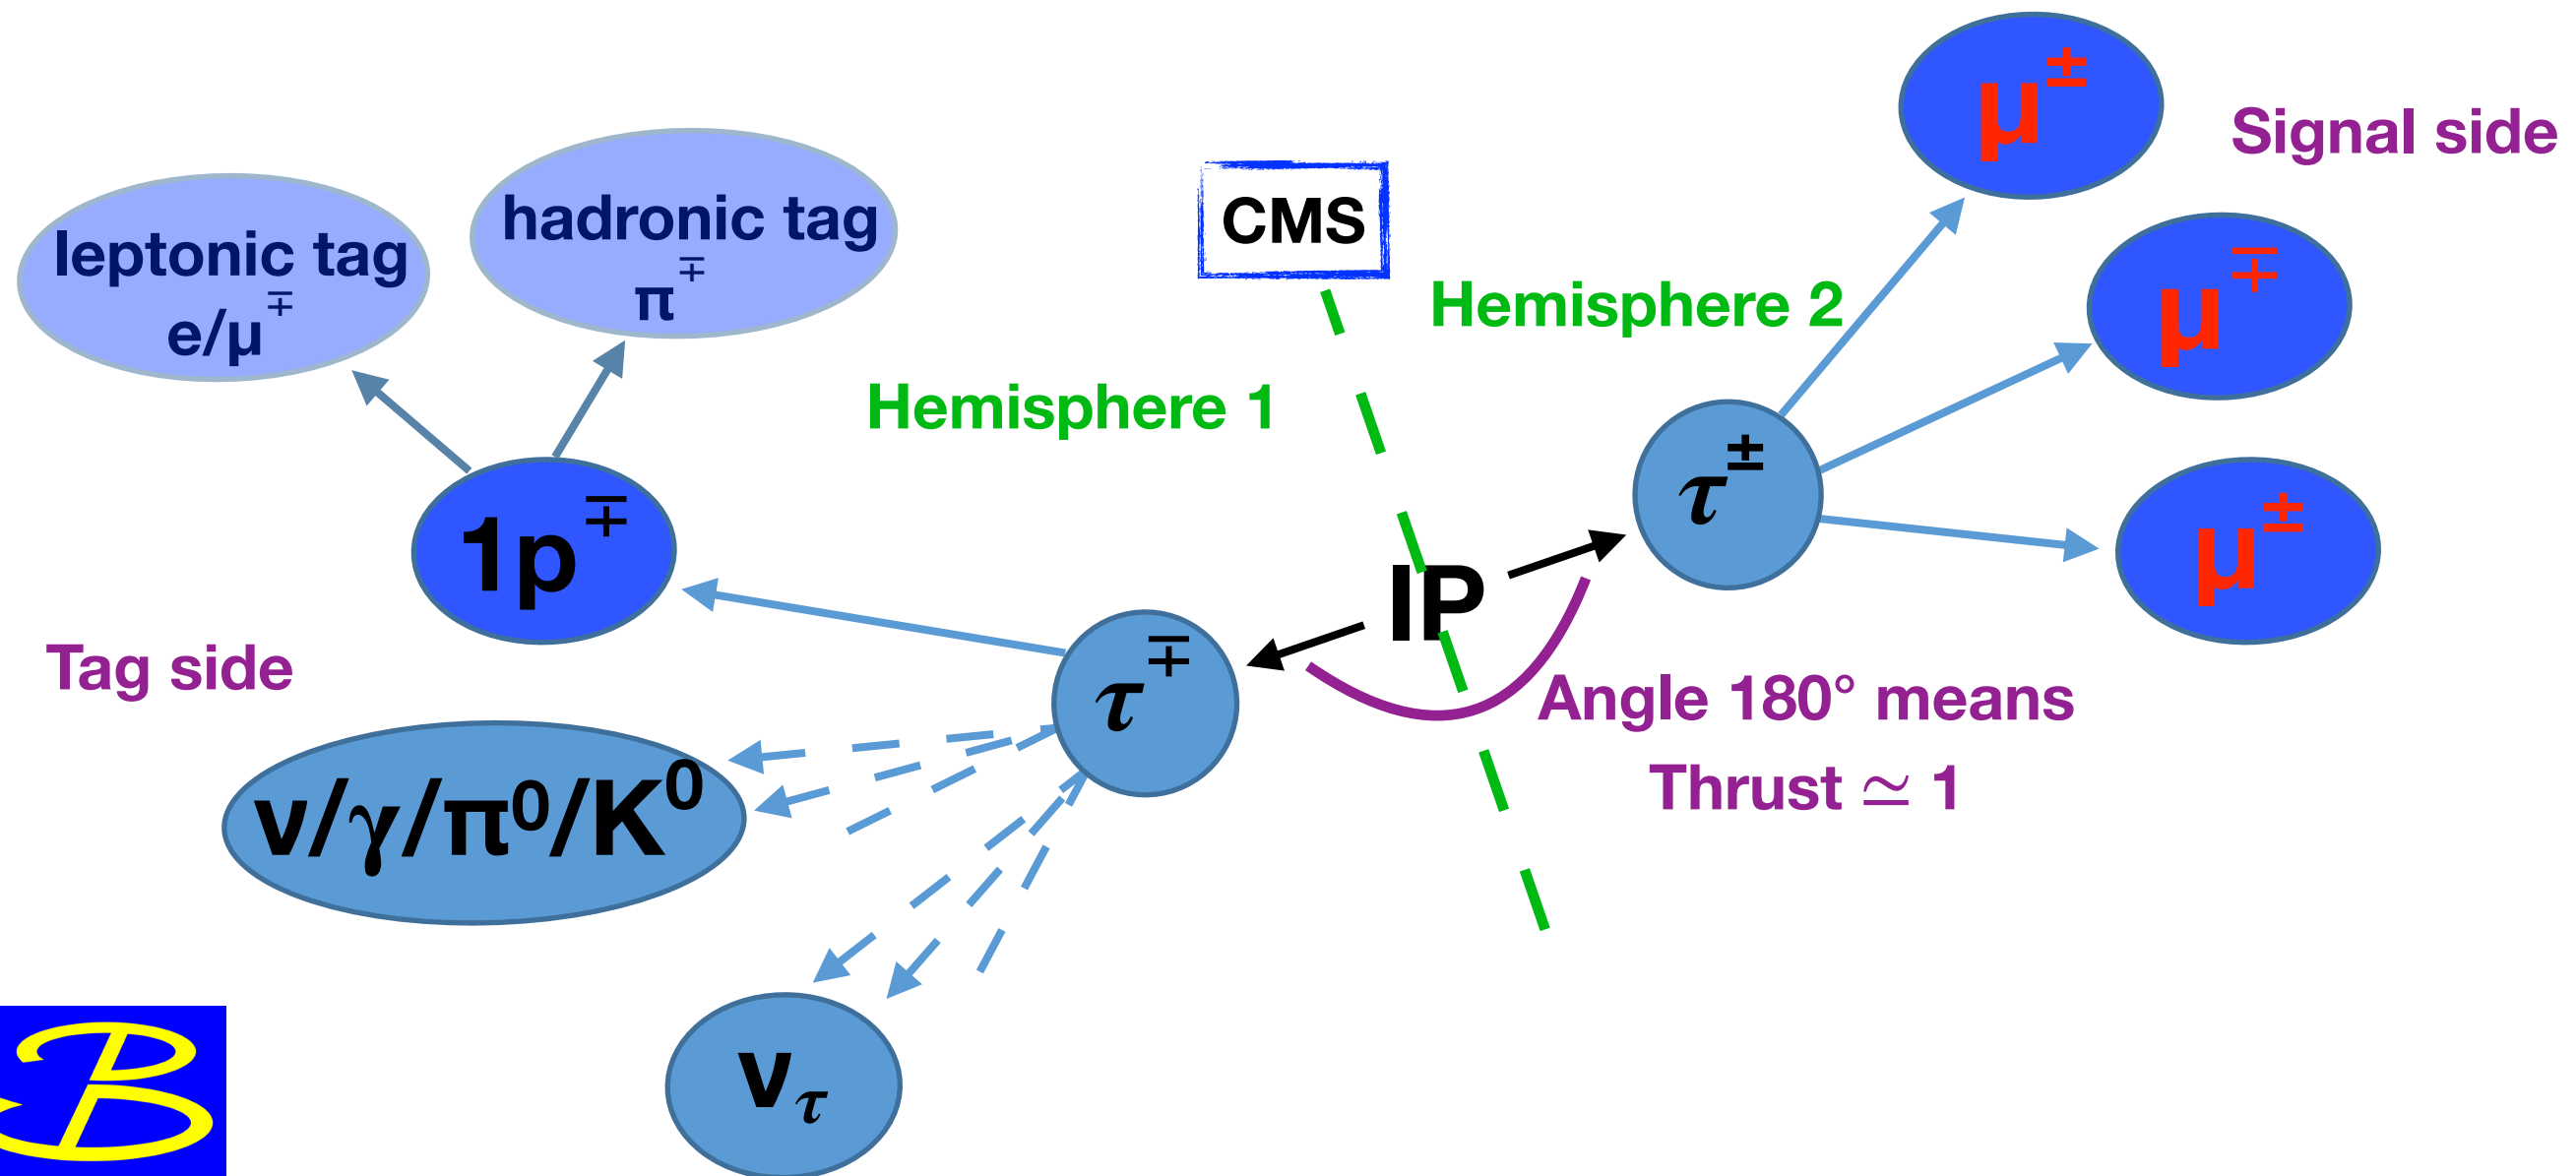 μ±
Signal side
leptonic tag
e/μ∓
hadronic tag
π∓
CMS
Hemisphere 2
μ∓
Hemisphere 1
τ±
1p∓
μ±
IP
Tag side
τ∓
Angle 180° means
Thrust ≃ 1
ν/γ/π⁰/K⁰
ντ
B